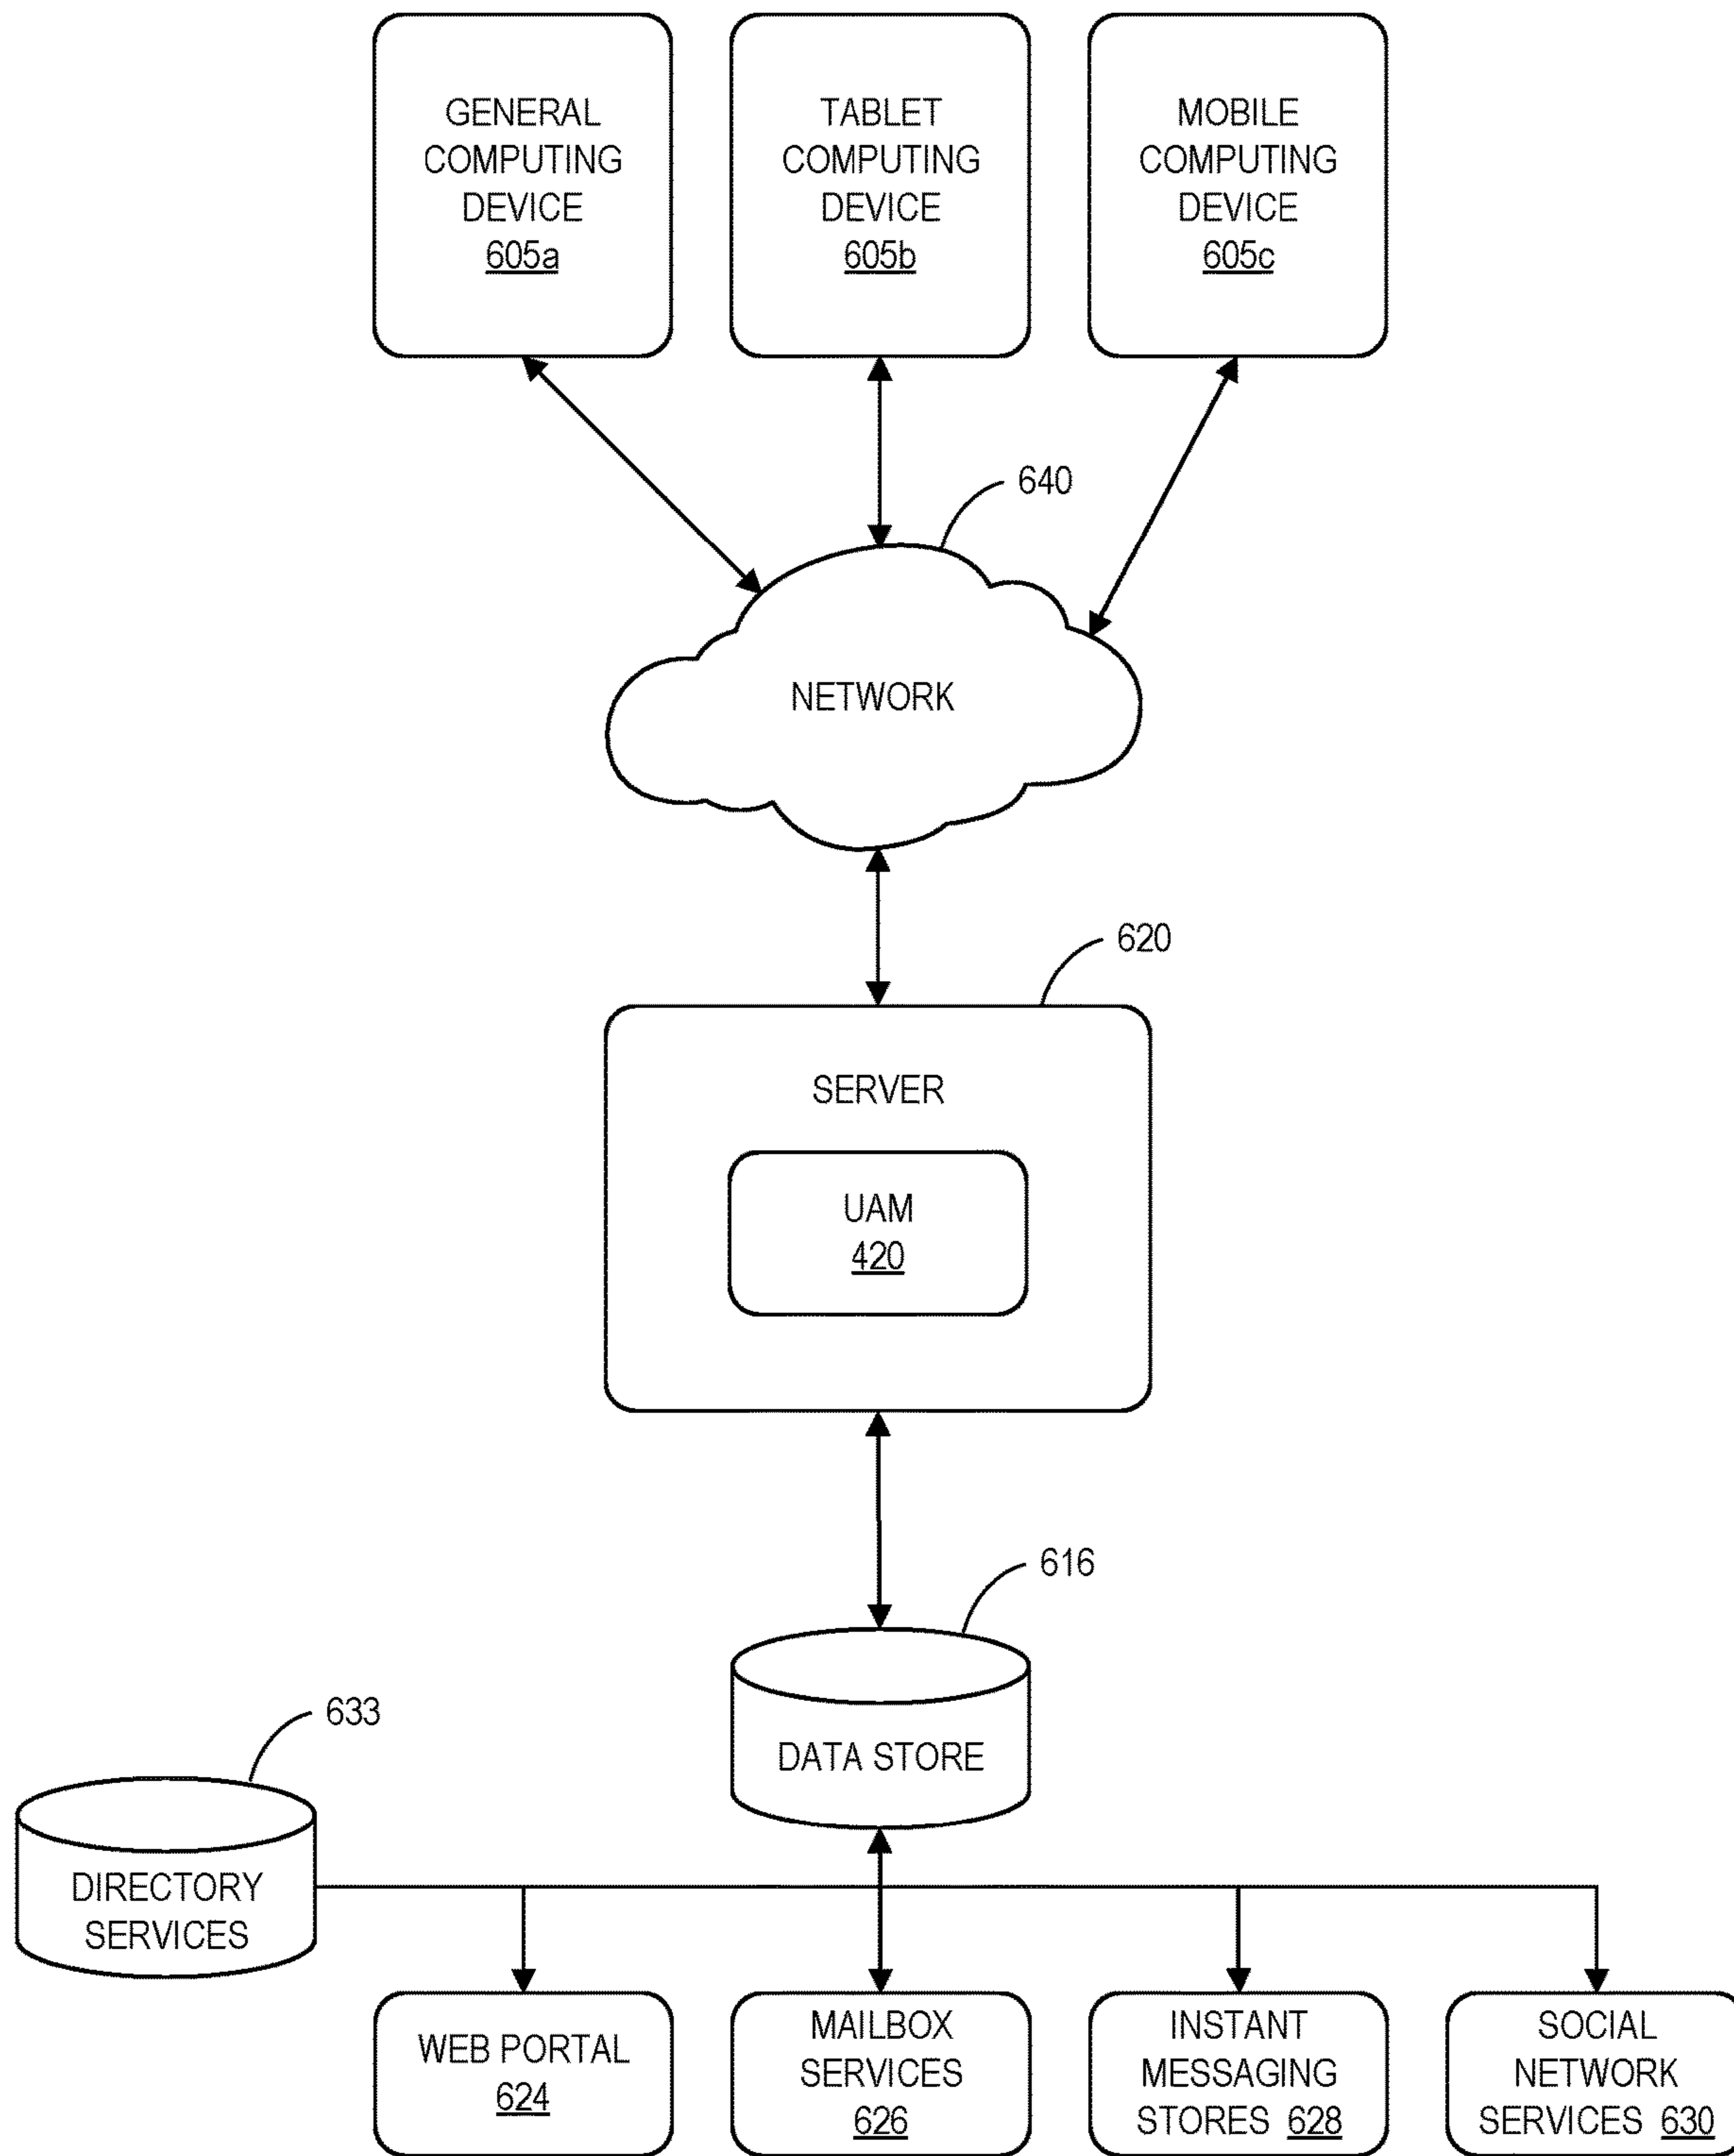 GENERAL
COMPUTING
DEVICE
605a
TABLET
COMPUTING
DEVICE
605b
MOBILE
COMPUTING
DEVICE
605c
640
NETWORK
620
SERVER
UAM
420
616
DATA STORE
633
DIRECTORY
SERVICES
WEB PORTAL
624
MAILBOX
SERVICES
626
INSTANT
MESSAGING
STORES 628
SOCIAL
NETWORK
SERVICES 630